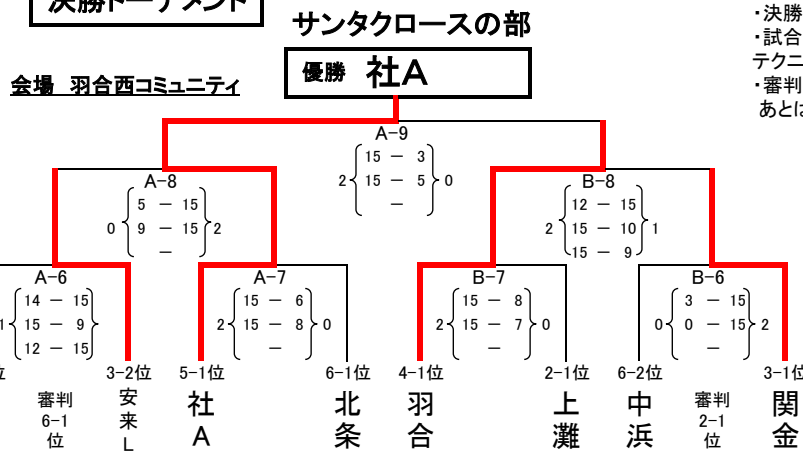 決勝トーナメント
サンタクロースの部
・決勝
・試合
テクニ
・審判
あとは
会場 羽合西コミュニティ
優勝 社A
A-9
15 － 3
2 15 － 5 0
－
A-8
5 － 15
0 9 － 15 2
－
B-8
12 － 15
2 15 － 10 1
15 － 9
A-6
14 － 15
1 15 － 9
12 － 15
A-7
15 － 6
2 15 － 8 0
－
B-7
15 － 8
2 15 － 7 0
－
B-6
3 － 15
0 0 － 15 2
－
位
3-2位
5-1位
6-1位
4-1位
2-1位
6-2位
3-1位
審判
6-1
位
安来L
社A
北条
羽合
上灘
中浜
審判
2-1
位
関金